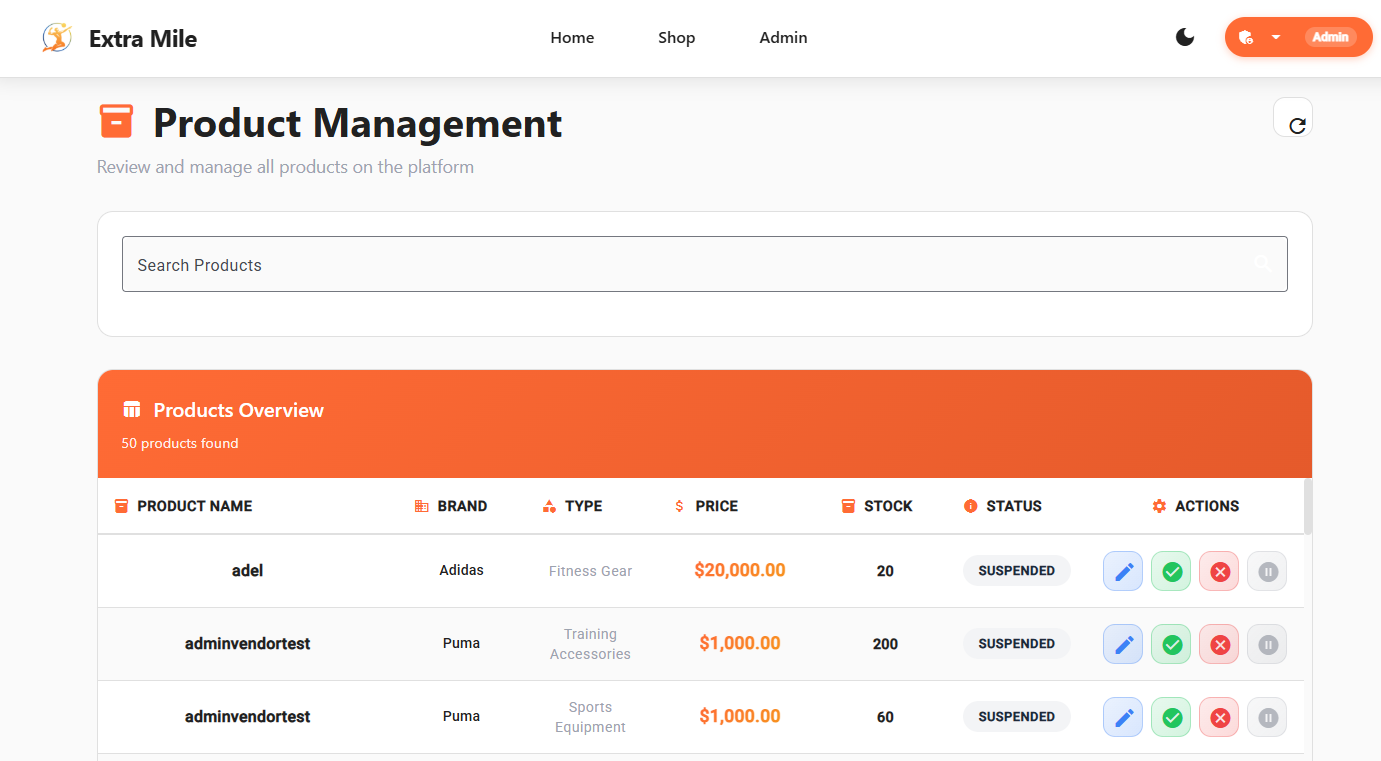 Extra Mile
Home
Shop
Admin
Admin
Product Management
Review and manage all products on the platform
Search Products
Products Overview
50 products found
PRODUCT NAME
BRAND
TYPE
$ PRICE
STOCK
STATUS
ACTIONS
adel
Adidas
Fitness Gear
$20,000.00
20
SUSPENDED
adminvendortest
Puma
Training
Accessories
$1,000.00
200
SUSPENDED
adminvendortest
Puma
Sports
Equipment
$1,000.00
60
SUSPENDED